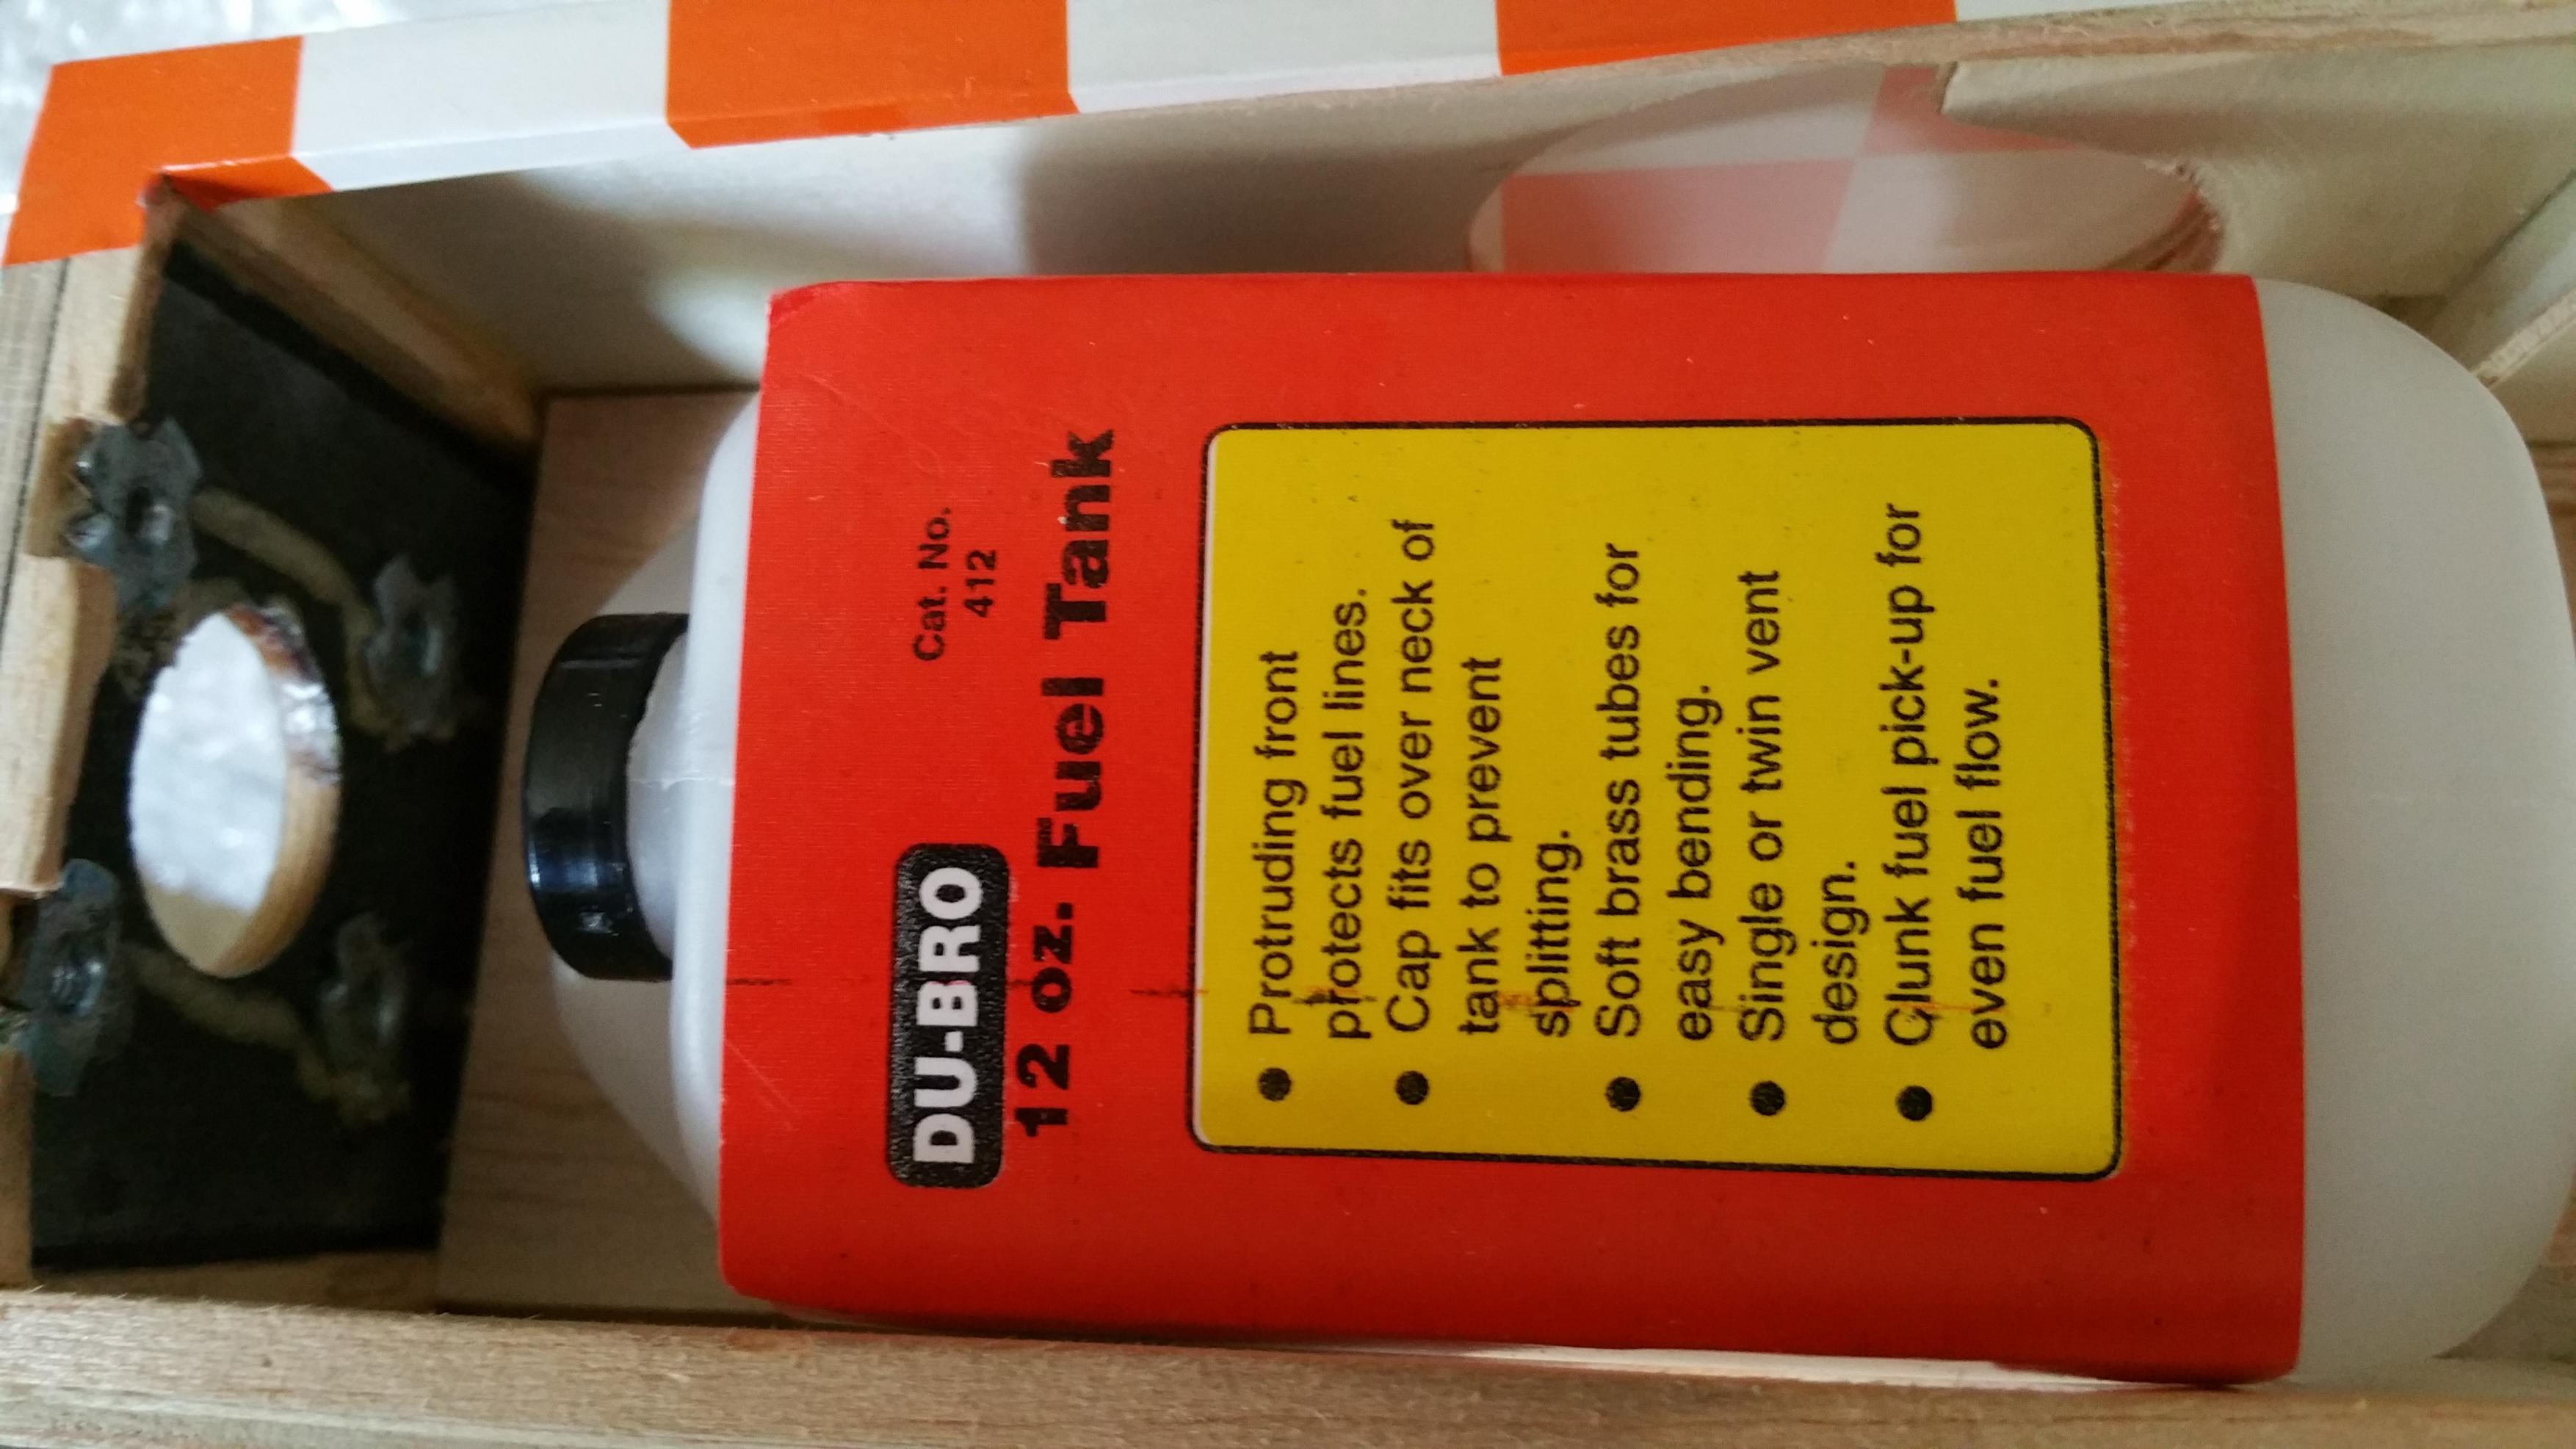 Cat. No.
412
DU-BRO
12 oz. Fuel Tank
● Protruding front
protects fuel lines.
● Cap fits over neck of
tank to prevent
splitting.
● Soft brass tubes for
easy bending.
● Single or twin vent
design.
● Clunk fuel pick-up for
even fuel flow.